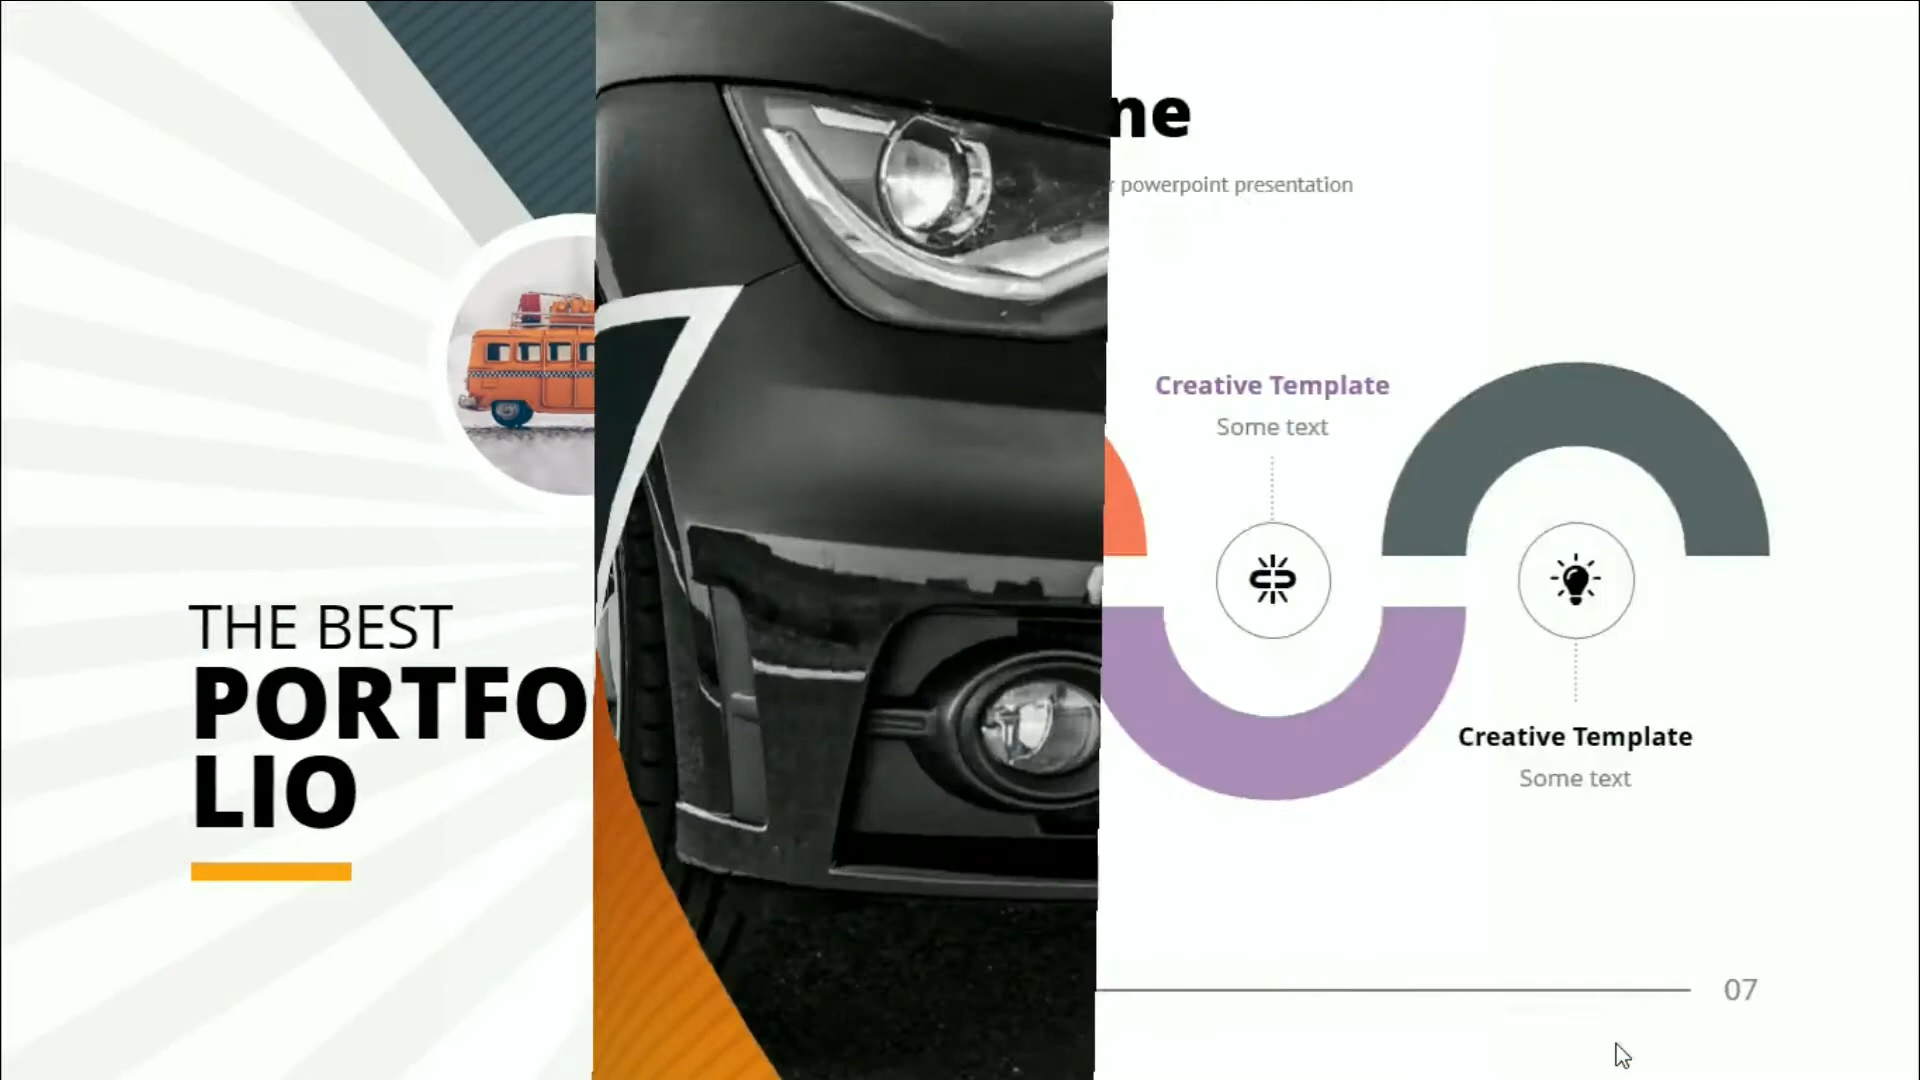 THE BEST
PORTFO
LIO
ne
powerpoint presentation
Creative Template
Some text
Creative Template
Some text
07